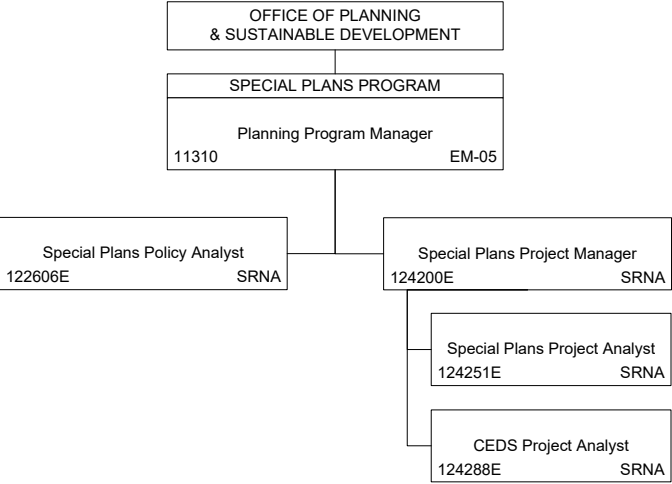 OFFICE OF PLANNING
& SUSTAINABLE DEVELOPMENT
SPECIAL PLANS PROGRAM
Planning Program Manager
11310 EM-05
Special Plans Policy Analyst
122606E SRNA
Special Plans Project Manager
124200E SRNA
Special Plans Project Analyst
124251E SRNA
CEDS Project Analyst
124288E SRNA